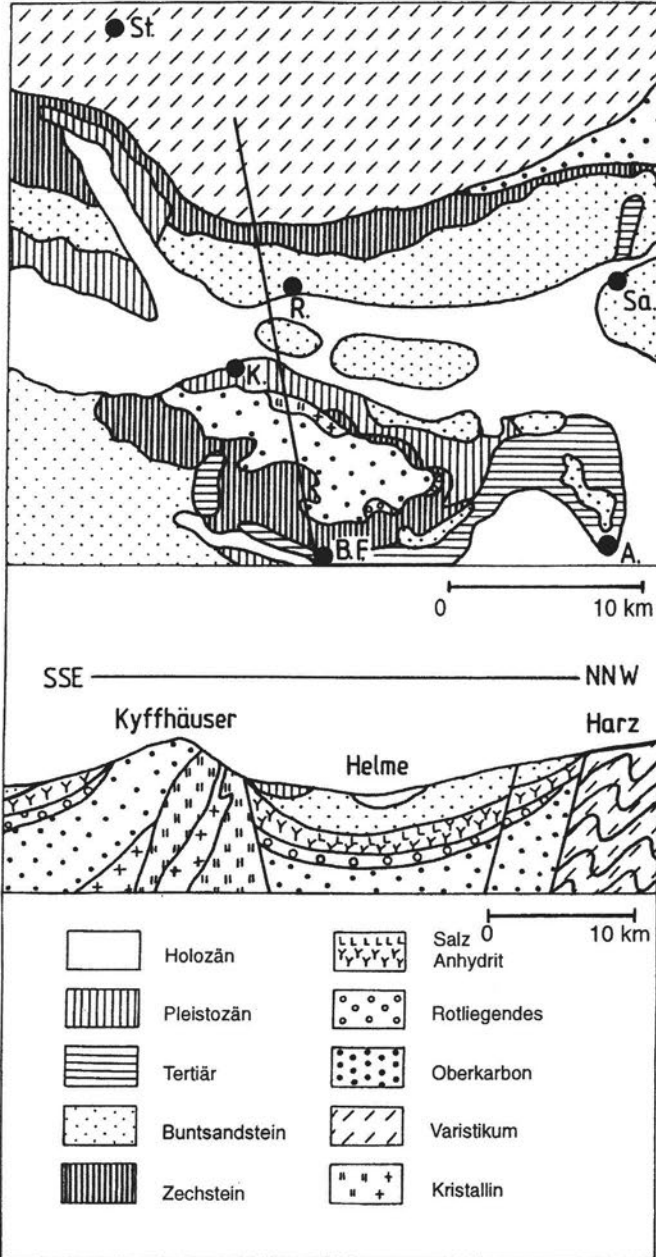 St.
R.
Sa.
K.
B.F.
A.
0 10 km
SSE NNW
Kyffhäuser
Harz
Helme
0 10 km
Holozän
Salz
Anhydrit
Pleistozän
Rotliegendes
Tertiär
Oberkarbon
Buntsandstein
Varistikum
Zechstein
Kristallin